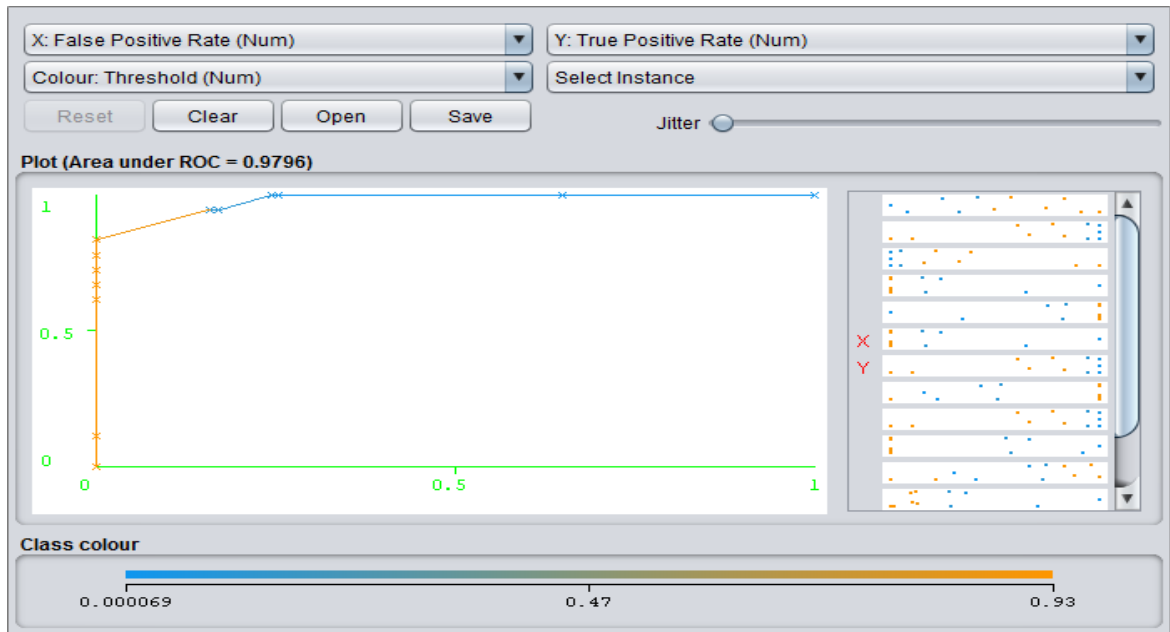 X: False Positive Rate (Num)
Y: True Positive Rate (Num)
Colour: Threshold (Num)
Select Instance
Reset
Clear
Open
Save
Jitter
Plot (Area under ROC = 0.9796)
1
0.5
0
0
0.5
1
X
Y
Class colour
0.000069
0.47
0.93